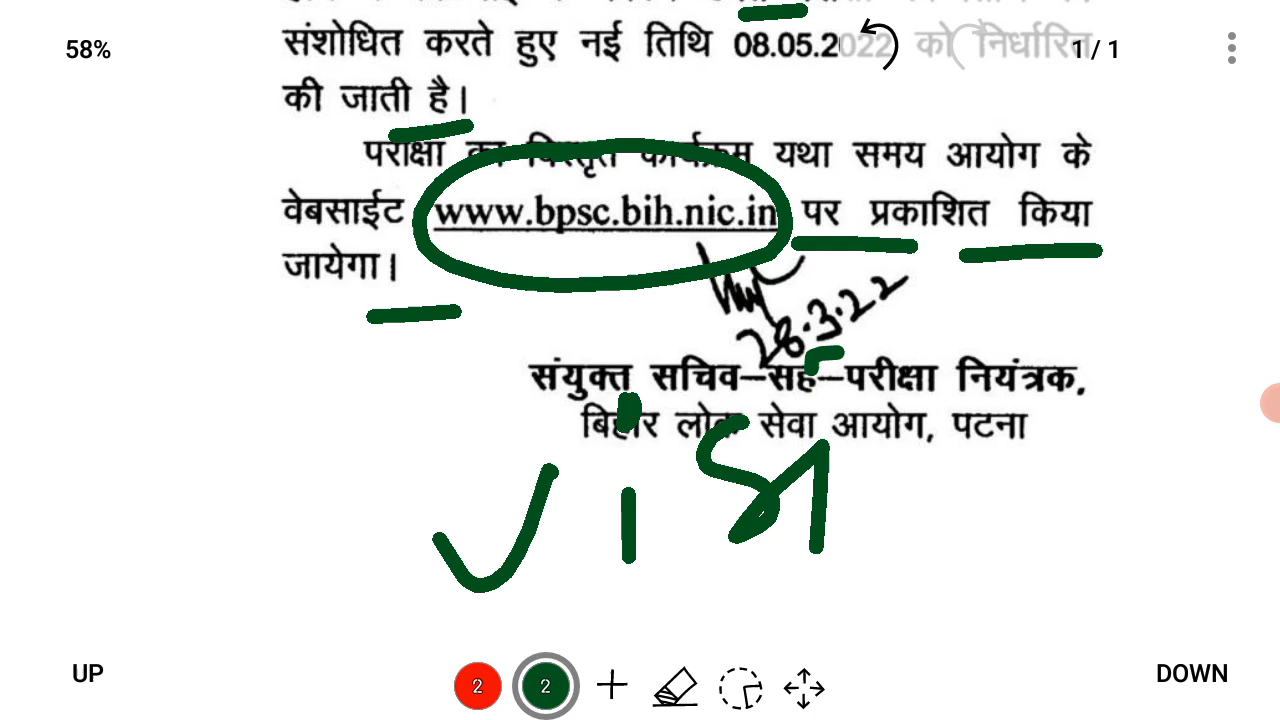 58%
संशोधित करते हुए नई तिथि 08.05.2022 को निर्धारित
1 / 1
की जाती है।
परीक्षा का विस्तृत कार्यक्रम यथा समय आयोग के
वेबसाईट www.bpsc.bih.nic.in पर प्रकाशित किया
जायेगा।
28.3.22
संयुक्त सचिव–सह–परीक्षा नियंत्रक,
बिहार लोक सेवा आयोग, पटना
UP
2
2
DOWN